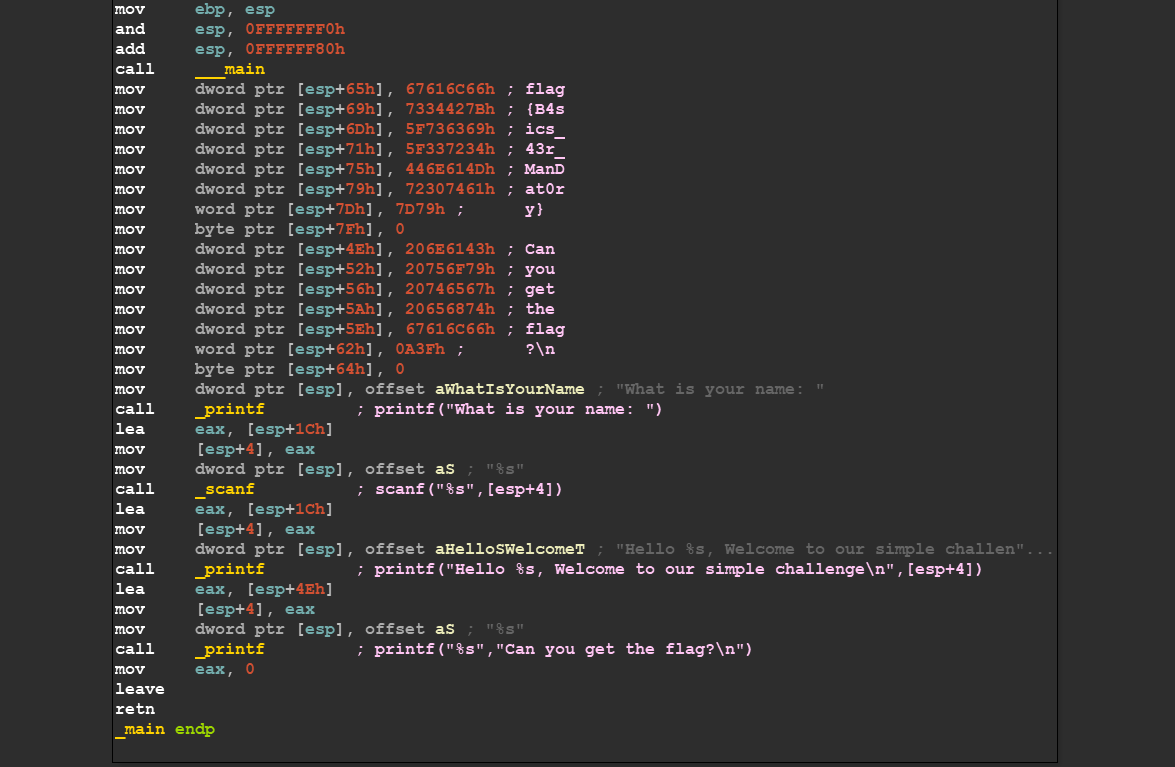 mov ebp, esp
and esp, 0FFFFFFF0h
add esp, 0FFFFFF80h
call ___main
mov dword ptr [esp+65h], 67616C66h ; flag
mov dword ptr [esp+69h], 7334427Bh ; {B4s
mov dword ptr [esp+6Dh], 5F736369h ; ics_
mov dword ptr [esp+71h], 5F337234h ; 43r_
mov dword ptr [esp+75h], 446E614Dh ; ManD
mov dword ptr [esp+79h], 72307461h ; at0r
mov word ptr [esp+7Dh], 7D79h ; y}
mov byte ptr [esp+7Fh], 0
mov dword ptr [esp+4Eh], 206E6143h ; Can
mov dword ptr [esp+52h], 20756F79h ; you
mov dword ptr [esp+56h], 20746567h ; get
mov dword ptr [esp+5Ah], 20656874h ; the
mov dword ptr [esp+5Eh], 67616C66h ; flag
mov word ptr [esp+62h], 0A3Fh ; ?\n
mov byte ptr [esp+64h], 0
mov dword ptr [esp], offset aWhatIsYourName ; "What is your name: "
call _printf ; printf("What is your name: ")
lea eax, [esp+1Ch]
mov [esp+4], eax
mov dword ptr [esp], offset aS ; "%s"
call _scanf ; scanf("%s",[esp+4])
lea eax, [esp+1Ch]
mov [esp+4], eax
mov dword ptr [esp], offset aHelloSWelcomeT ; "Hello %s, Welcome to our simple challen"...
call _printf ; printf("Hello %s, Welcome to our simple challenge\n",[esp+4])
lea eax, [esp+4Eh]
mov [esp+4], eax
mov dword ptr [esp], offset aS ; "%s"
call _printf ; printf("%s","Can you get the flag?\n")
mov eax, 0
leave
retn
_main endp